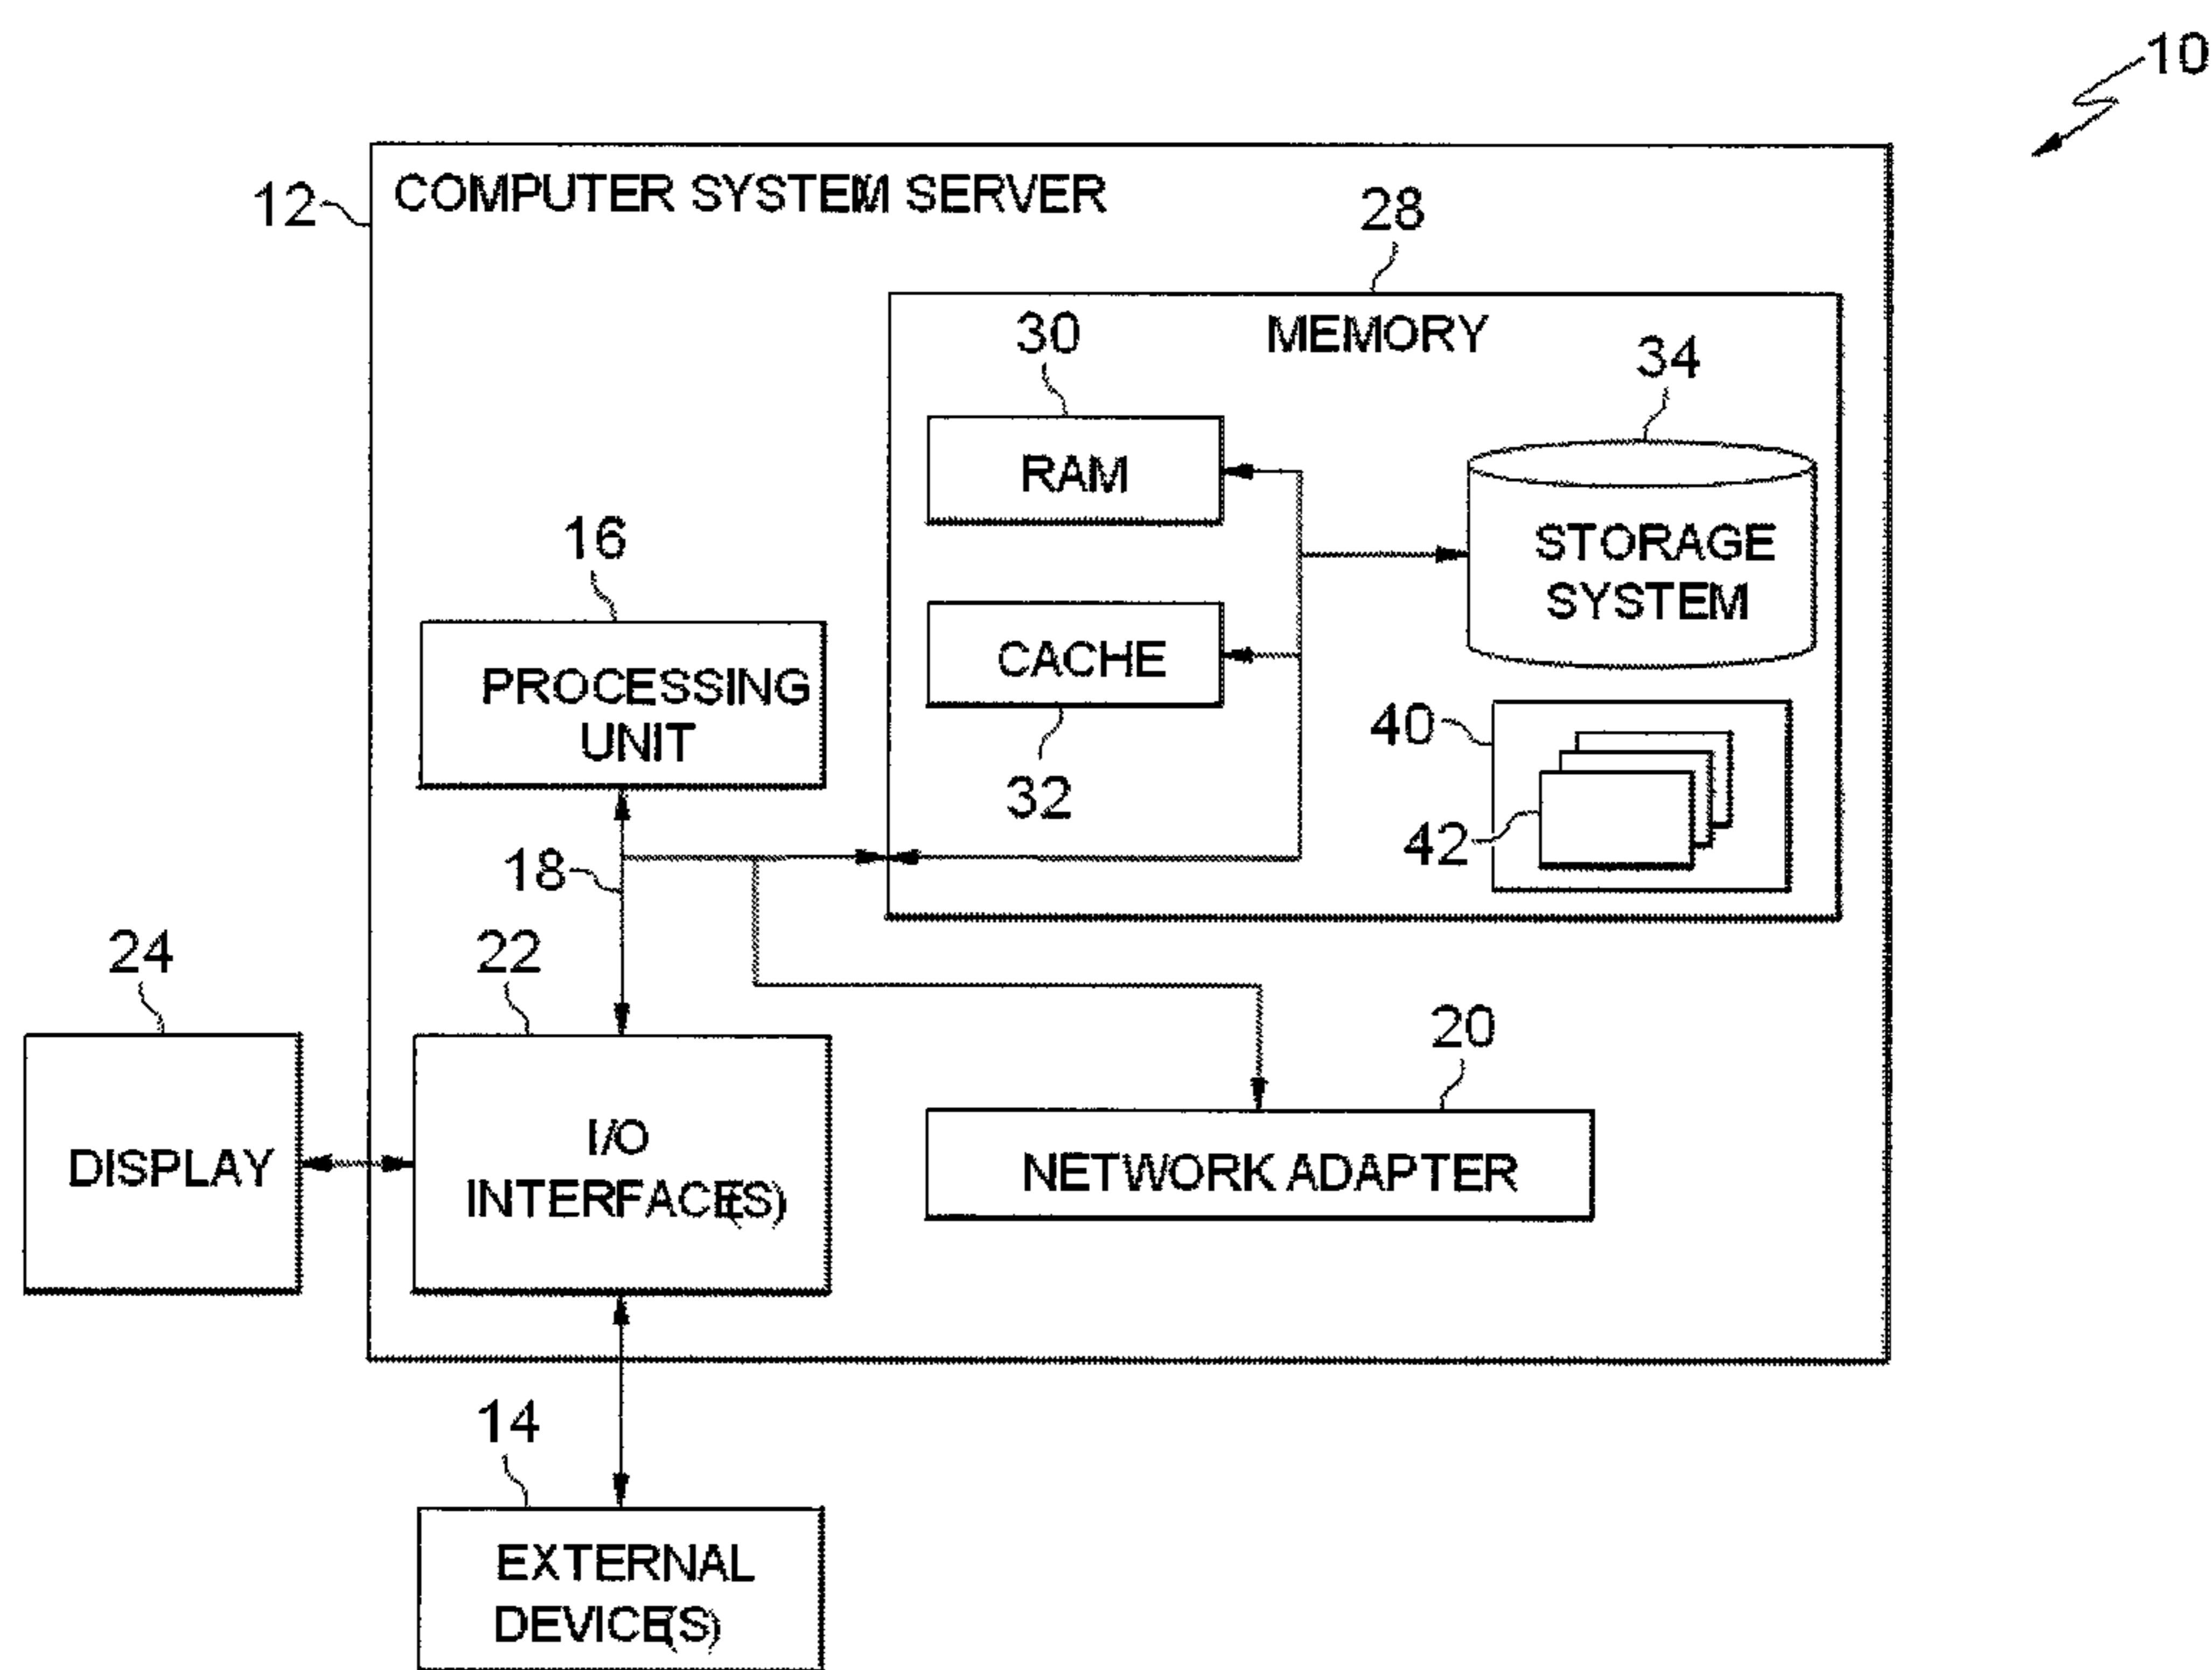 10
12
COMPUTER SYSTEM SERVER
28
MEMORY
30
RAM
34
STORAGE
SYSTEM
16
PROCESSING
UNIT
CACHE
32
40
42
18
24
DISPLAY
22
I/O
INTERFACE(S)
20
NETWORK ADAPTER
14
EXTERNAL
DEVICE(S)